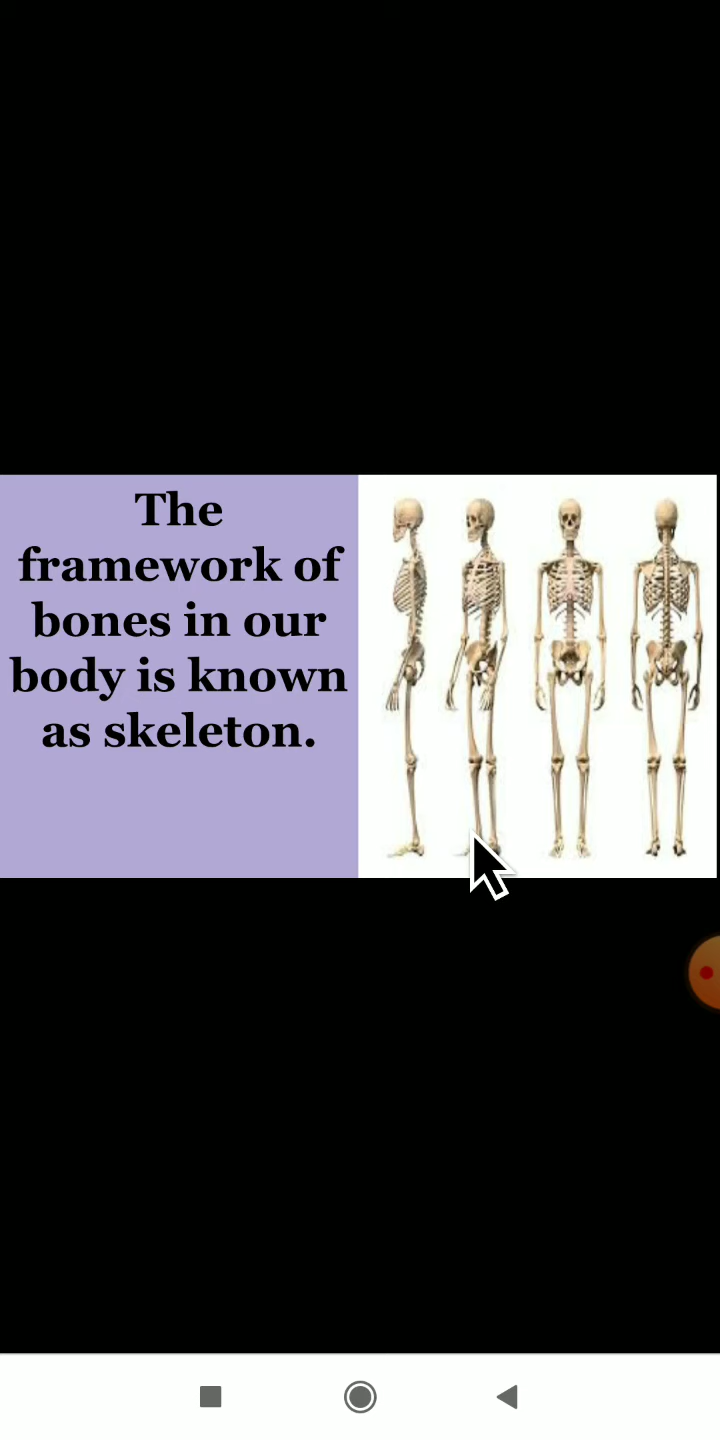 The
framework of
bones in our
body is known
as skeleton.